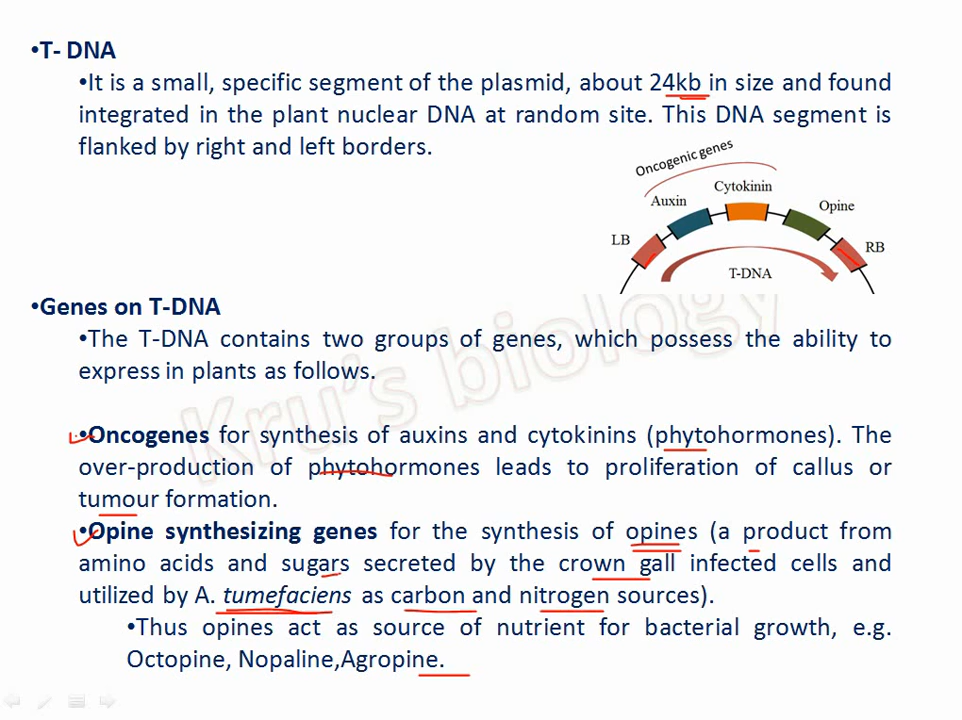 •T- DNA
•It is a small, specific segment of the plasmid, about 24kb in size and found
integrated in the plant nuclear DNA at random site. This DNA segment is
flanked by right and left borders.
Oncogenic genes
Cytokinin
Auxin
Opine
LB
RB
T-DNA
•Genes on T-DNA
•The T-DNA contains two groups of genes, which possess the ability to
express in plants as follows.
Kru's biology
•Oncogenes for synthesis of auxins and cytokinins (phytohormones). The
over-production of phytohormones leads to proliferation of callus or
tumour formation.
•Opine synthesizing genes for the synthesis of opines (a product from
amino acids and sugars secreted by the crown gall infected cells and
utilized by A. tumefaciens as carbon and nitrogen sources).
•Thus opines act as source of nutrient for bacterial growth, e.g.
Octopine, Nopaline,Agropine.